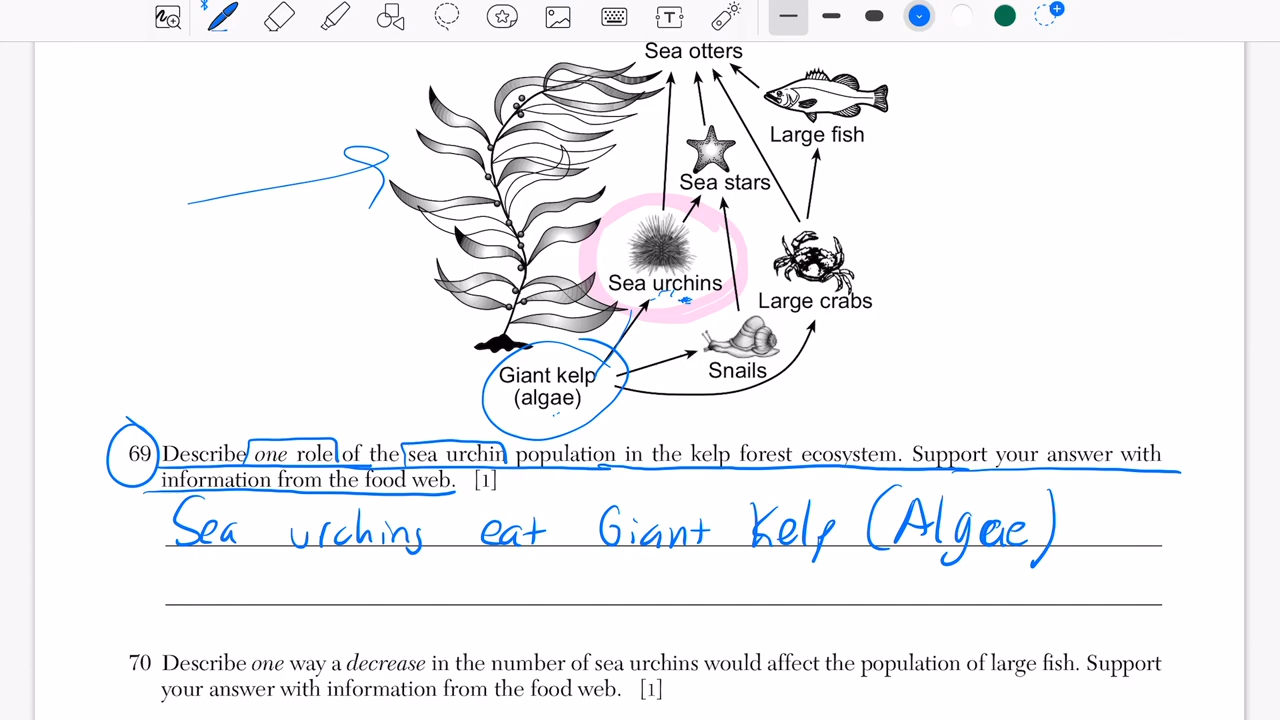 Sea otters
Large fish
Sea stars
Sea urchins
Large crabs
Snails
Giant kelp
(algae)
69 Describe one role of the sea urchin population in the kelp forest ecosystem. Support your answer with
information from the food web. [1]
Sea urchins eat Giant Kelp (Algae)
70 Describe one way a decrease in the number of sea urchins would affect the population of large fish. Support
your answer with information from the food web. [1]